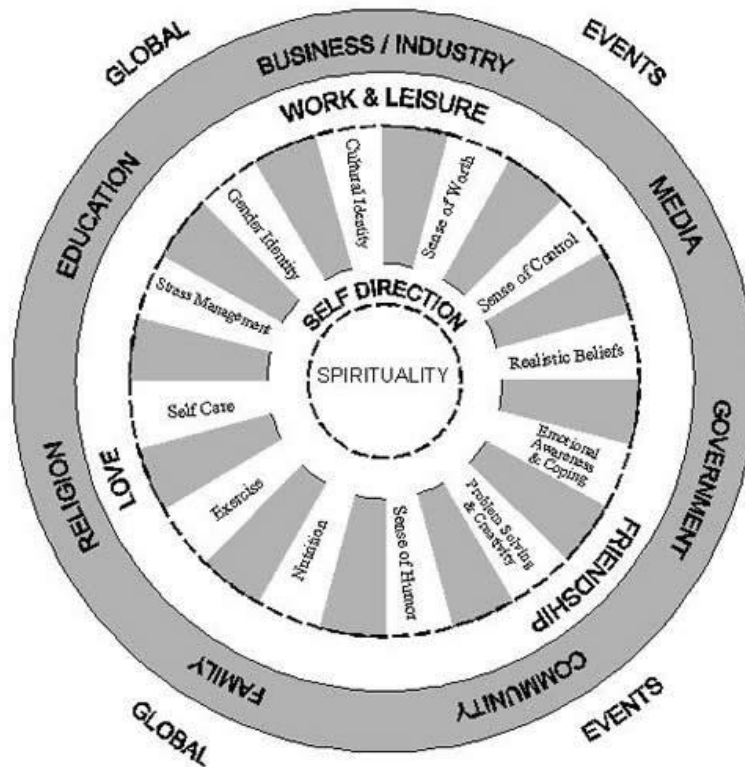 GLOBAL
EVENTS
BUSINESS / INDUSTRY
MEDIA
GOVERNMENT
COMMUNITY
FAMILY
RELIGION
EDUCATION
WORK & LEISURE
FRIENDSHIP
LOVE
Cultural Identity
Sense of Worth
Sense of Control
Realistic Beliefs
Emotional
Awareness
& Coping
Problem Solving
& Creativity
Sense of Humor
Nutrition
Exercise
Self Care
Stress Management
Gender Identity
SELF DIRECTION
SPIRITUALITY
GLOBAL
EVENTS